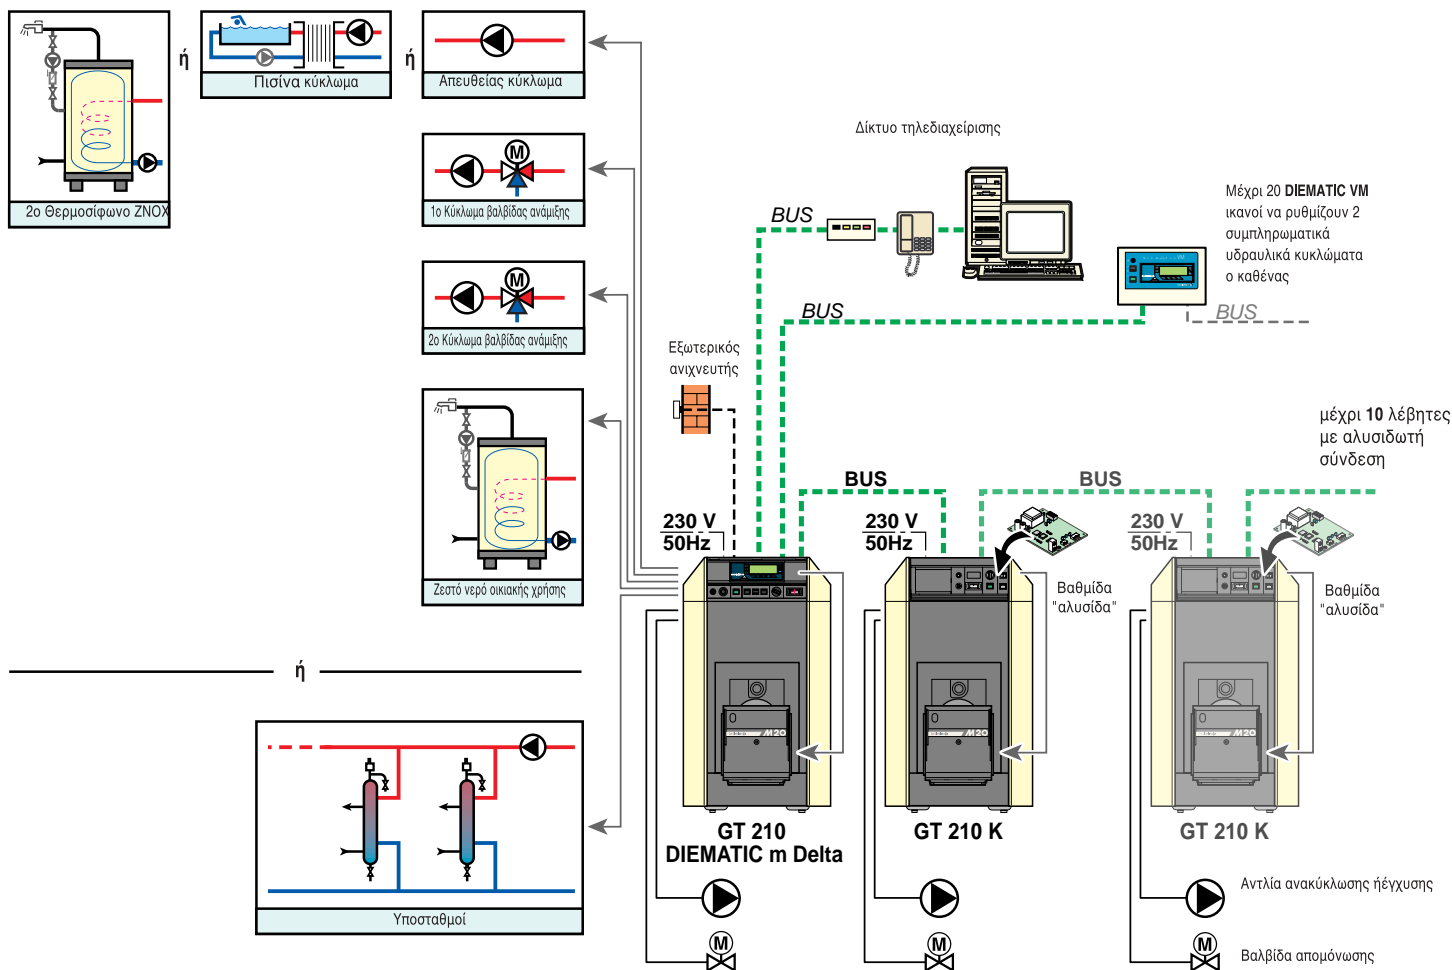 2ο Θερμοσίφωνο ZNOX
ή
Πισίνα κύκλωμα
ή
Απευθείας κύκλωμα
M
1ο Κύκλωμα βαλβίδας ανάμιξης
M
2ο Κύκλωμα βαλβίδας ανάμιξης
Ζεστό νερό οικιακής χρήσης
Δίκτυο τηλεδιαχείρισης
BUS
Μέχρι 20 DIEMATIC VM
ικανοί να ρυθμίζουν 2
συμπληρωματικά
υδραυλικά κυκλώματα
ο καθένας
BUS
BUS
Εξωτερικός
ανιχνευτής
μέχρι 10 λέβητες
με αλυσιδωτή
σύνδεση
BUS
BUS
230 V
50Hz
230 V
50Hz
230 V
50Hz
Βαθμίδα
"αλυσίδα"
Βαθμίδα
"αλυσίδα"
M20
M20
M20
ή
Υποσταθμοί
GT 210
DIEMATIC m Delta
GT 210 K
GT 210 K
Αντλία ανακύκλωσης ήέγχυσης
M
M
M
Βαλβίδα απομόνωσης